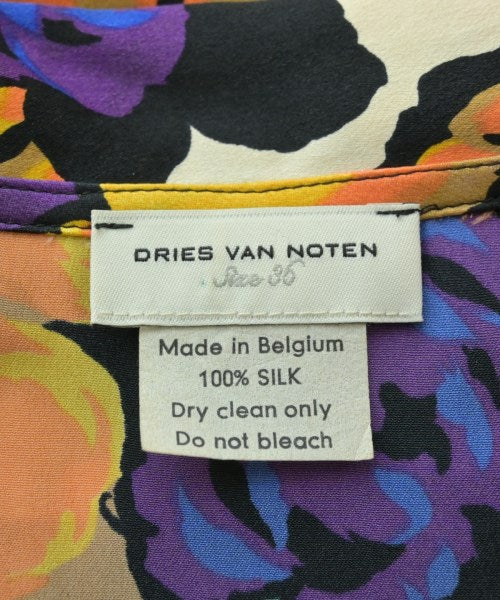 DRIES VAN NOTEN
Size 36
Made in Belgium
100% SILK
Dry clean only
Do not bleach